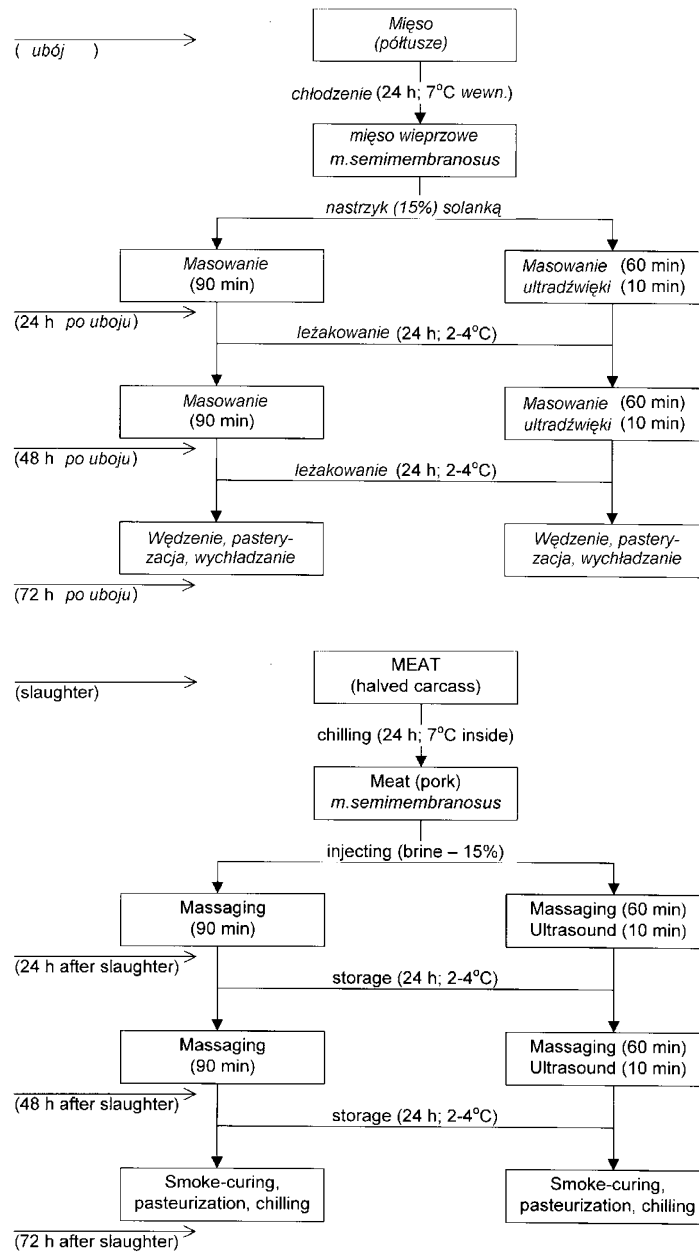 Mięso
(półtusze)
( ubój )
chłodzenie (24 h; 7°C wewn.)
mięso wieprzowe
m.semimembranosus
nastrzyk (15%) solanką
Masowanie
(90 min)
Masowanie (60 min)
ultradźwięki (10 min)
(24 h po uboju)
leżakowanie (24 h; 2-4°C)
Masowanie
(90 min)
Masowanie (60 min)
ultradźwięki (10 min)
(48 h po uboju)
leżakowanie (24 h; 2-4°C)
Wędzenie, pastery-
zacja, wychładzanie
Wędzenie, pastery-
zacja, wychładzanie
(72 h po uboju)
MEAT
(halved carcass)
(slaughter)
chilling (24 h; 7°C inside)
Meat (pork)
m.semimembranosus
injecting (brine – 15%)
Massaging
(90 min)
Massaging (60 min)
Ultrasound (10 min)
(24 h after slaughter)
storage (24 h; 2-4°C)
Massaging
(90 min)
Massaging (60 min)
Ultrasound (10 min)
(48 h after slaughter)
storage (24 h; 2-4°C)
Smoke-curing,
pasteurization, chilling
Smoke-curing,
pasteurization, chilling
(72 h after slaughter)